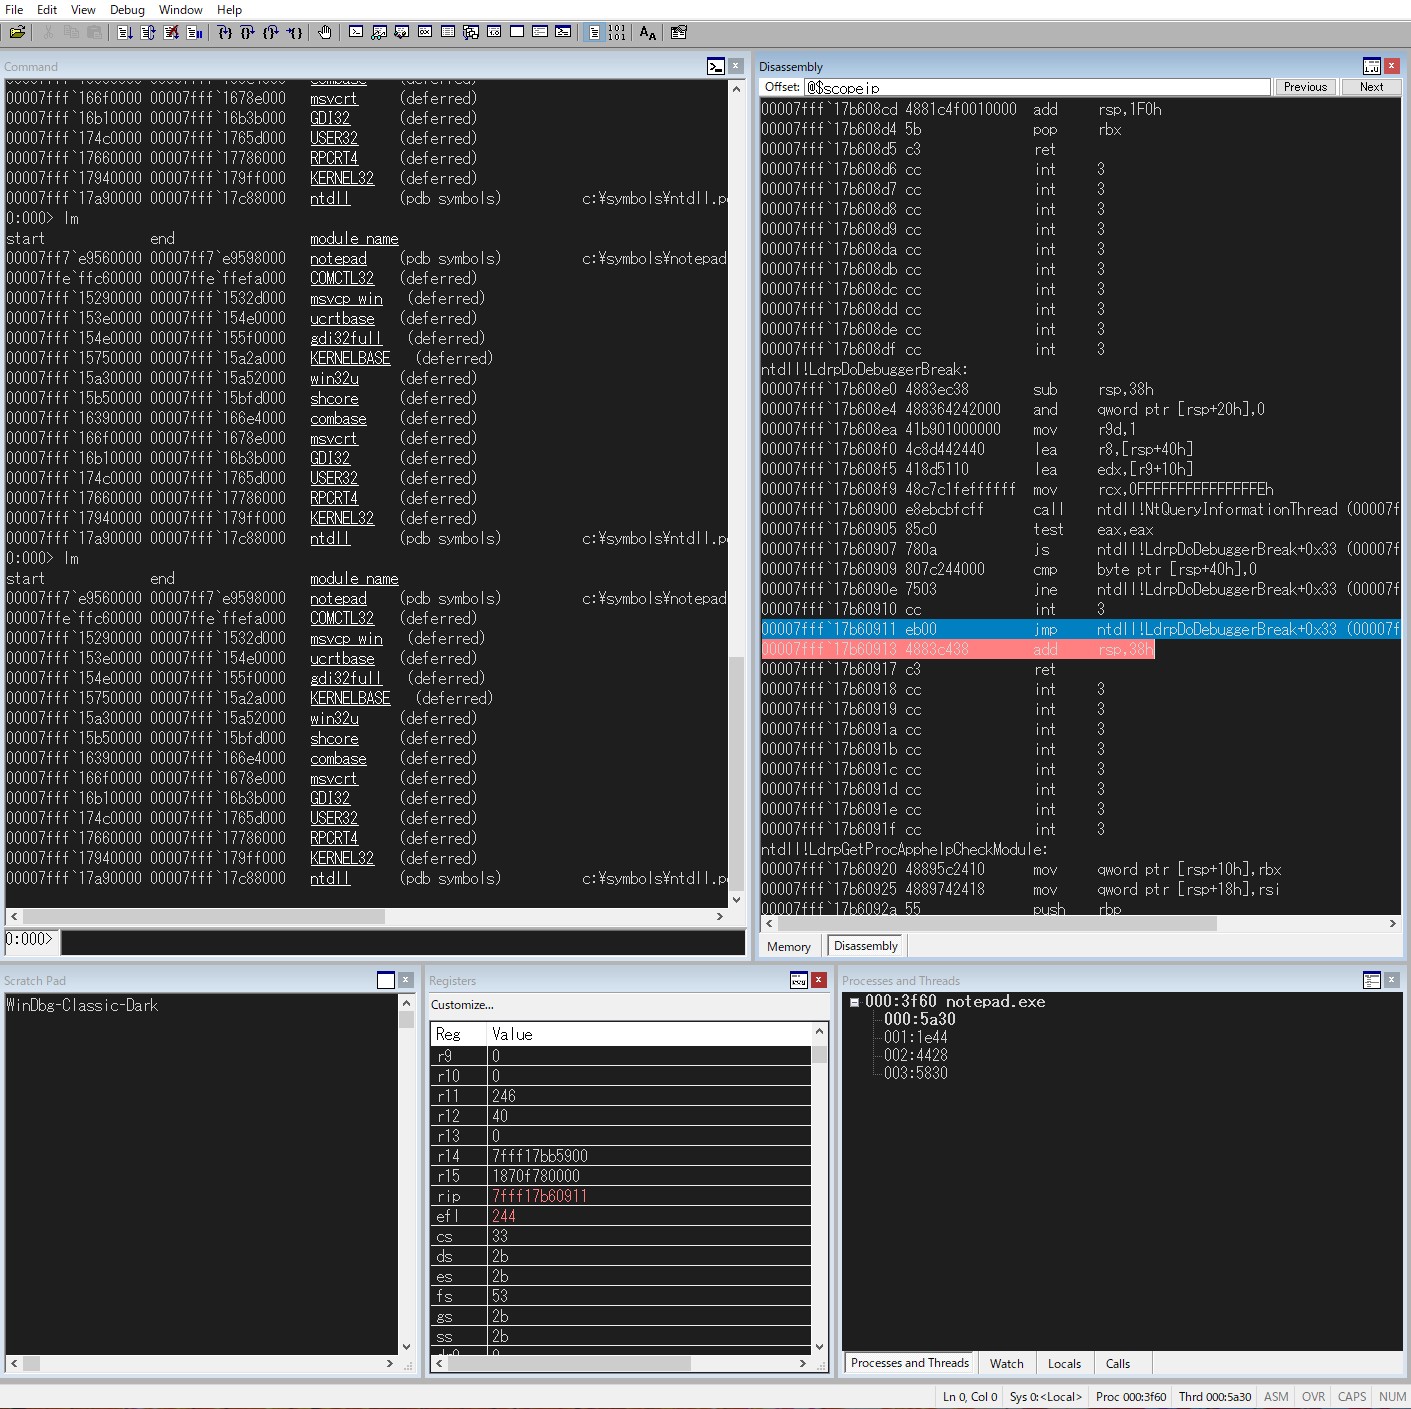 File Edit View Debug Window Help
Command
00007fff`166f0000 00007fff`1678e000 msvcrt (deferred)
00007fff`16b10000 00007fff`16b3b000 GDI32 (deferred)
00007fff`174c0000 00007fff`1765d000 USER32 (deferred)
00007fff`17660000 00007fff`17786000 RPCRT4 (deferred)
00007fff`17940000 00007fff`179ff000 KERNEL32 (deferred)
00007fff`17a90000 00007fff`17c88000 ntdll (pdb symbols) c:¥symbols¥ntdll.p
0:000> lm
start end module name
00007ff7`e9560000 00007ff7`e9598000 notepad (pdb symbols) c:¥symbols¥notepad
00007ffe`ffc60000 00007ffe`ffefa000 COMCTL32 (deferred)
00007fff`15290000 00007fff`1532d000 msvcp_win (deferred)
00007fff`153e0000 00007fff`154e0000 ucrtbase (deferred)
00007fff`154e0000 00007fff`155f0000 gdi32full (deferred)
00007fff`15750000 00007fff`15a2a000 KERNELBASE (deferred)
00007fff`15a30000 00007fff`15a52000 win32u (deferred)
00007fff`15b50000 00007fff`15bfd000 shcore (deferred)
00007fff`16390000 00007fff`166e4000 combase (deferred)
00007fff`166f0000 00007fff`1678e000 msvcrt (deferred)
00007fff`16b10000 00007fff`16b3b000 GDI32 (deferred)
00007fff`174c0000 00007fff`1765d000 USER32 (deferred)
00007fff`17660000 00007fff`17786000 RPCRT4 (deferred)
00007fff`17940000 00007fff`179ff000 KERNEL32 (deferred)
00007fff`17a90000 00007fff`17c88000 ntdll (pdb symbols) c:¥symbols¥ntdll.p
0:000> lm
start end module name
00007ff7`e9560000 00007ff7`e9598000 notepad (pdb symbols) c:¥symbols¥notepad
00007ffe`ffc60000 00007ffe`ffefa000 COMCTL32 (deferred)
00007fff`15290000 00007fff`1532d000 msvcp_win (deferred)
00007fff`153e0000 00007fff`154e0000 ucrtbase (deferred)
00007fff`154e0000 00007fff`155f0000 gdi32full (deferred)
00007fff`15750000 00007fff`15a2a000 KERNELBASE (deferred)
00007fff`15a30000 00007fff`15a52000 win32u (deferred)
00007fff`15b50000 00007fff`15bfd000 shcore (deferred)
00007fff`16390000 00007fff`166e4000 combase (deferred)
00007fff`166f0000 00007fff`1678e000 msvcrt (deferred)
00007fff`16b10000 00007fff`16b3b000 GDI32 (deferred)
00007fff`174c0000 00007fff`1765d000 USER32 (deferred)
00007fff`17660000 00007fff`17786000 RPCRT4 (deferred)
00007fff`17940000 00007fff`179ff000 KERNEL32 (deferred)
00007fff`17a90000 00007fff`17c88000 ntdll (pdb symbols) c:¥symbols¥ntdll.p
0:000>
Disassembly
Offset: @$scopeip Previous Next
00007fff`17b608cd 4881c4f0010000 add rsp,1F0h
00007fff`17b608d4 5b pop rbx
00007fff`17b608d5 c3 ret
00007fff`17b608d6 cc int 3
00007fff`17b608d7 cc int 3
00007fff`17b608d8 cc int 3
00007fff`17b608d9 cc int 3
00007fff`17b608da cc int 3
00007fff`17b608db cc int 3
00007fff`17b608dc cc int 3
00007fff`17b608dd cc int 3
00007fff`17b608de cc int 3
00007fff`17b608df cc int 3
ntdll!LdrpDoDebuggerBreak:
00007fff`17b608e0 4883ec38 sub rsp,38h
00007fff`17b608e4 488364242000 and qword ptr [rsp+20h],0
00007fff`17b608ea 41b901000000 mov r9d,1
00007fff`17b608f0 4c8d442440 lea r8,[rsp+40h]
00007fff`17b608f5 418d5110 lea edx,[r9+10h]
00007fff`17b608f9 48c7c1feffffff mov rcx,0FFFFFFFFFFFFFFFEh
00007fff`17b60900 e8ebcbfcff call ntdll!NtQueryInformationThread (00007f
00007fff`17b60905 85c0 test eax,eax
00007fff`17b60907 780a js ntdll!LdrpDoDebuggerBreak+0x33 (00007f
00007fff`17b60909 807c244000 cmp byte ptr [rsp+40h],0
00007fff`17b6090e 7503 jne ntdll!LdrpDoDebuggerBreak+0x33 (00007f
00007fff`17b60910 cc int 3
00007fff`17b60911 eb00 jmp ntdll!LdrpDoDebuggerBreak+0x33 (00007f
00007fff`17b60913 4883c438 add rsp,38h
00007fff`17b60917 c3 ret
00007fff`17b60918 cc int 3
00007fff`17b60919 cc int 3
00007fff`17b6091a cc int 3
00007fff`17b6091b cc int 3
00007fff`17b6091c cc int 3
00007fff`17b6091d cc int 3
00007fff`17b6091e cc int 3
00007fff`17b6091f cc int 3
ntdll!LdrpGetProcApphelpCheckModule:
00007fff`17b60920 48895c2410 mov qword ptr [rsp+10h],rbx
00007fff`17b60925 4889742418 mov qword ptr [rsp+18h],rsi
00007fff`17b6092a 55 push rbp
Memory Disassembly
Scratch Pad
WinDbg-Classic-Dark
Registers
Customize...
Reg Value
r9 0
r10 0
r11 246
r12 40
r13 0
r14 7fff17bb5900
r15 1870f780000
rip 7fff17b60911
efl 244
cs 33
ds 2b
es 2b
fs 53
gs 2b
ss 2b
Processes and Threads
000:3f60 notepad.exe
000:5a30
001:1e44
002:4428
003:5830
Processes and Threads Watch Locals Calls
Ln 0, Col 0 Sys 0:<Local> Proc 000:3f60 Thrd 000:5a30 ASM OVR CAPS NUM